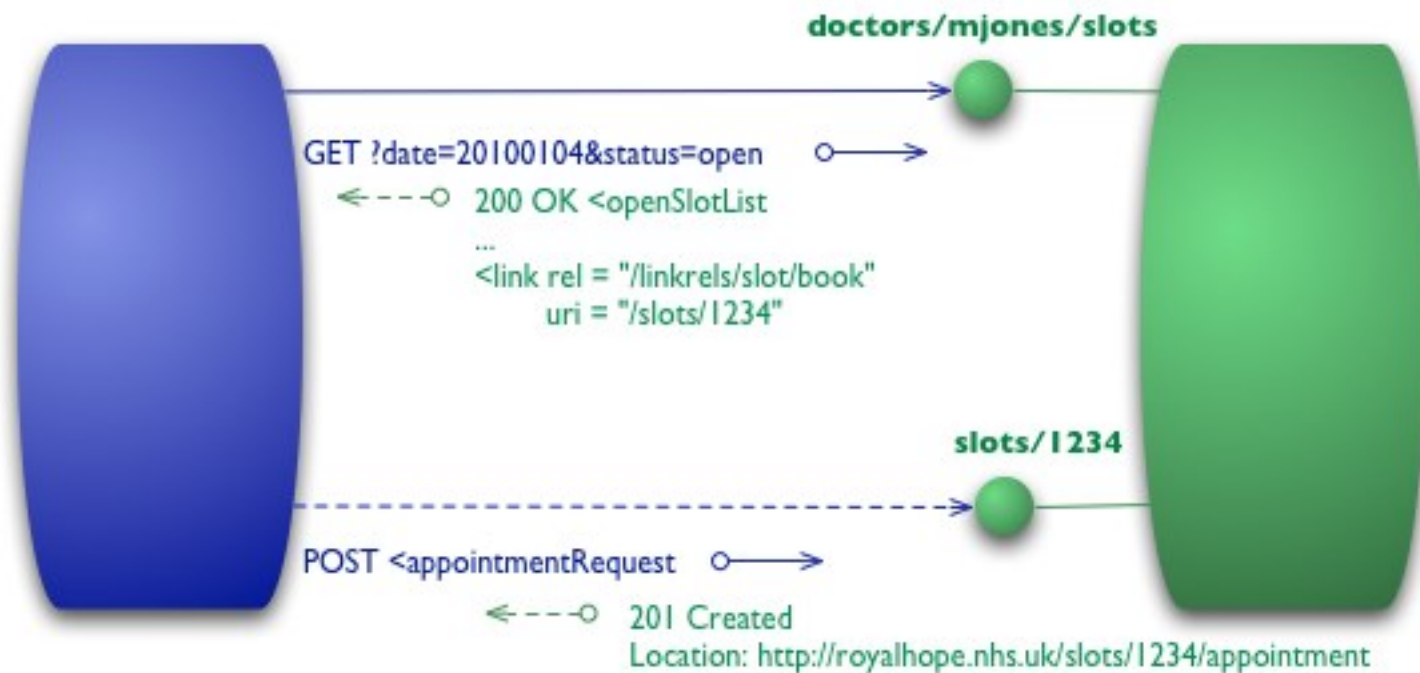 doctors/mjones/slots
GET ?date=20100104&status=open
200 OK <openSlotList
...
<link rel = "/linkrels/slot/book"
uri = "/slots/1234"
slots/1234
POST <appointmentRequest
201 Created
Location: http://royalhope.nhs.uk/slots/1234/appointment